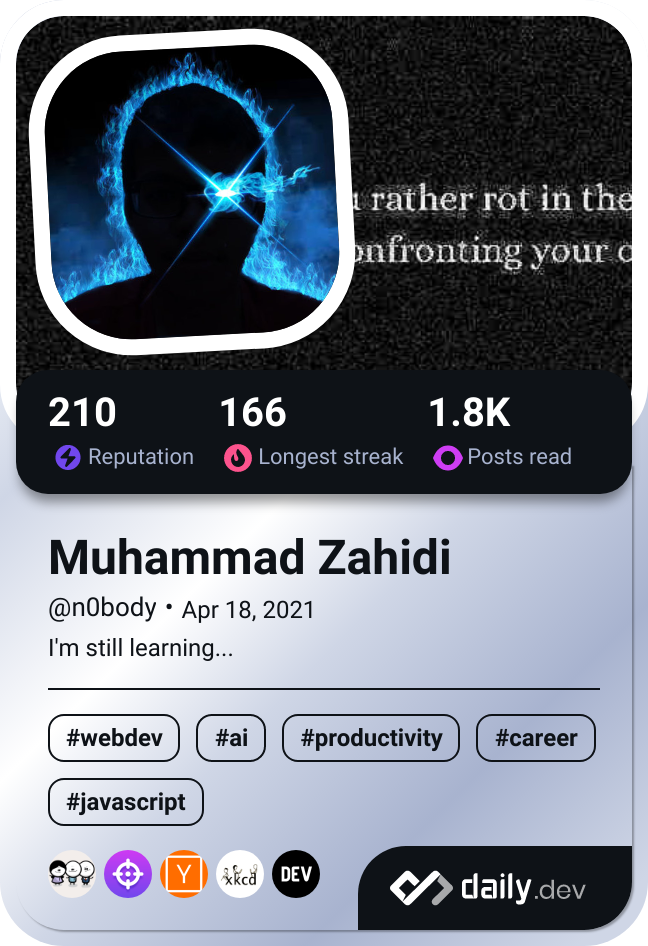 rather rot in the
onfronting your
210 166 1.8K
Reputation Longest streak Posts read
Muhammad Zahidi
@n0body • Apr 18, 2021
I'm still learning...
#webdev #ai #productivity #career
#javascript
Y xkcd DEV daily.dev